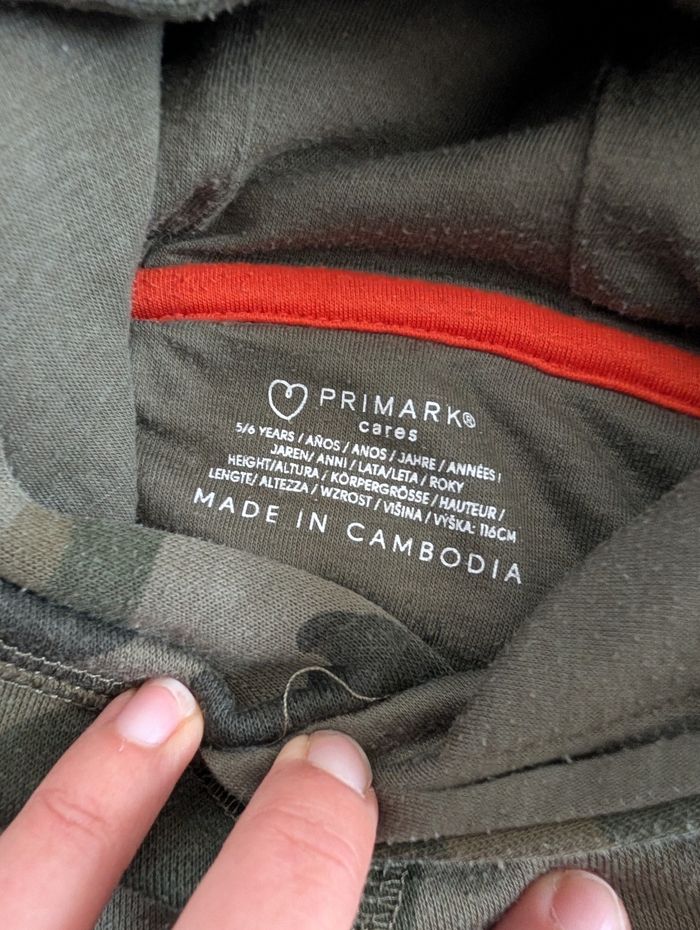 PRIMARK®
cares
5/6 YEARS / AÑOS / ANOS / JAHRE / ANNÉES /
JAREN/ ANNI / LATA/LETA / ROKY
HEIGHT/ALTURA / KÖRPERGRÖSSE / HAUTEUR /
LENGTE/ ALTEZZA / WZROST / VIŠINA / VÝŠKA: 116CM
MADE IN CAMBODIA